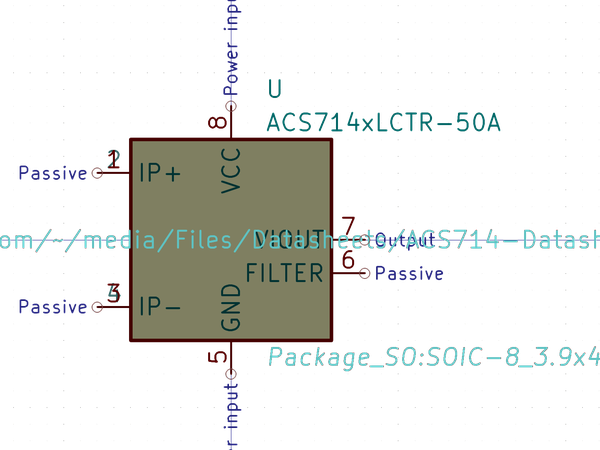 Power inpu
U
ACS714xLCTR-50A
8
VCC
Passive
1
2
IP+
7
VIOUT
Output
om/~/media/Files/Datasheets/ACS714-Datash
6
FILTER
Passive
Passive
3
4
IP-
GND
5
Package_SO:SOIC-8_3.9x4
r input